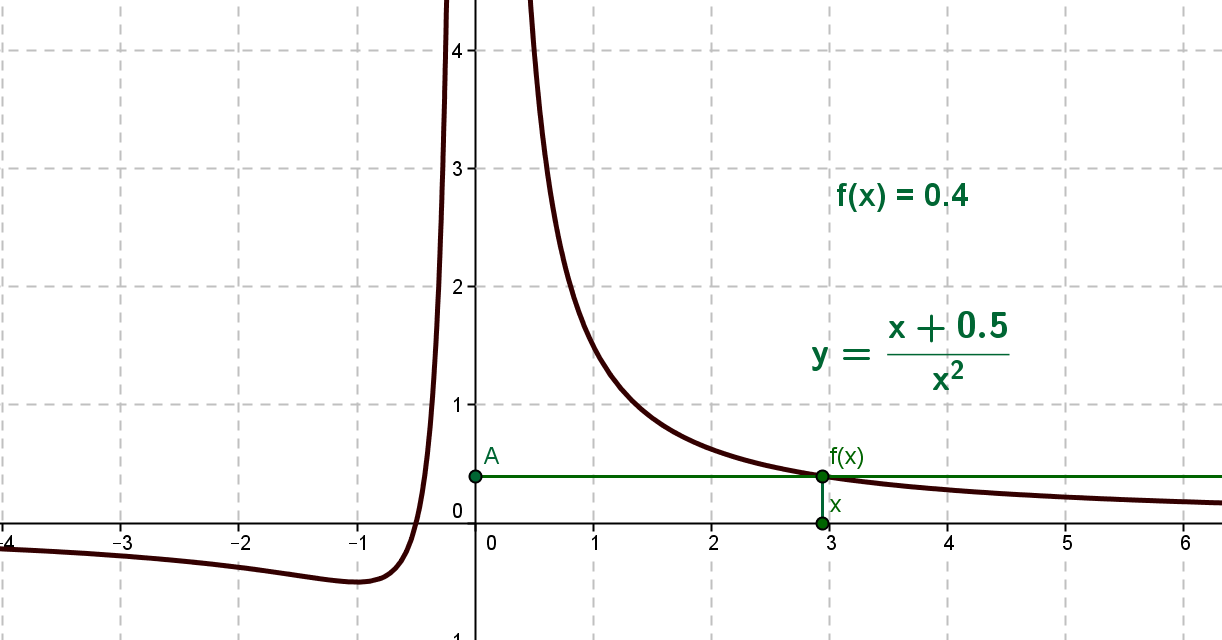 4
3
f(x) = 0.4
2
y = x + 0.5 / x²
1
A f(x)
0 x
-4 -3 -2 -1 0 1 2 3 4 5 6